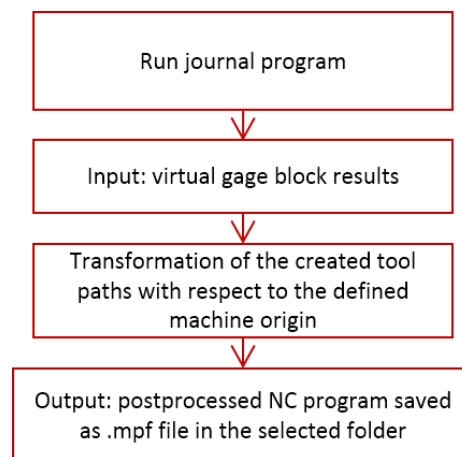 Run journal program
Input: virtual gage block results
Transformation of the created tool
paths with respect to the defined
machine origin
Output: postprocessed NC program saved
as .mpf file in the selected folder